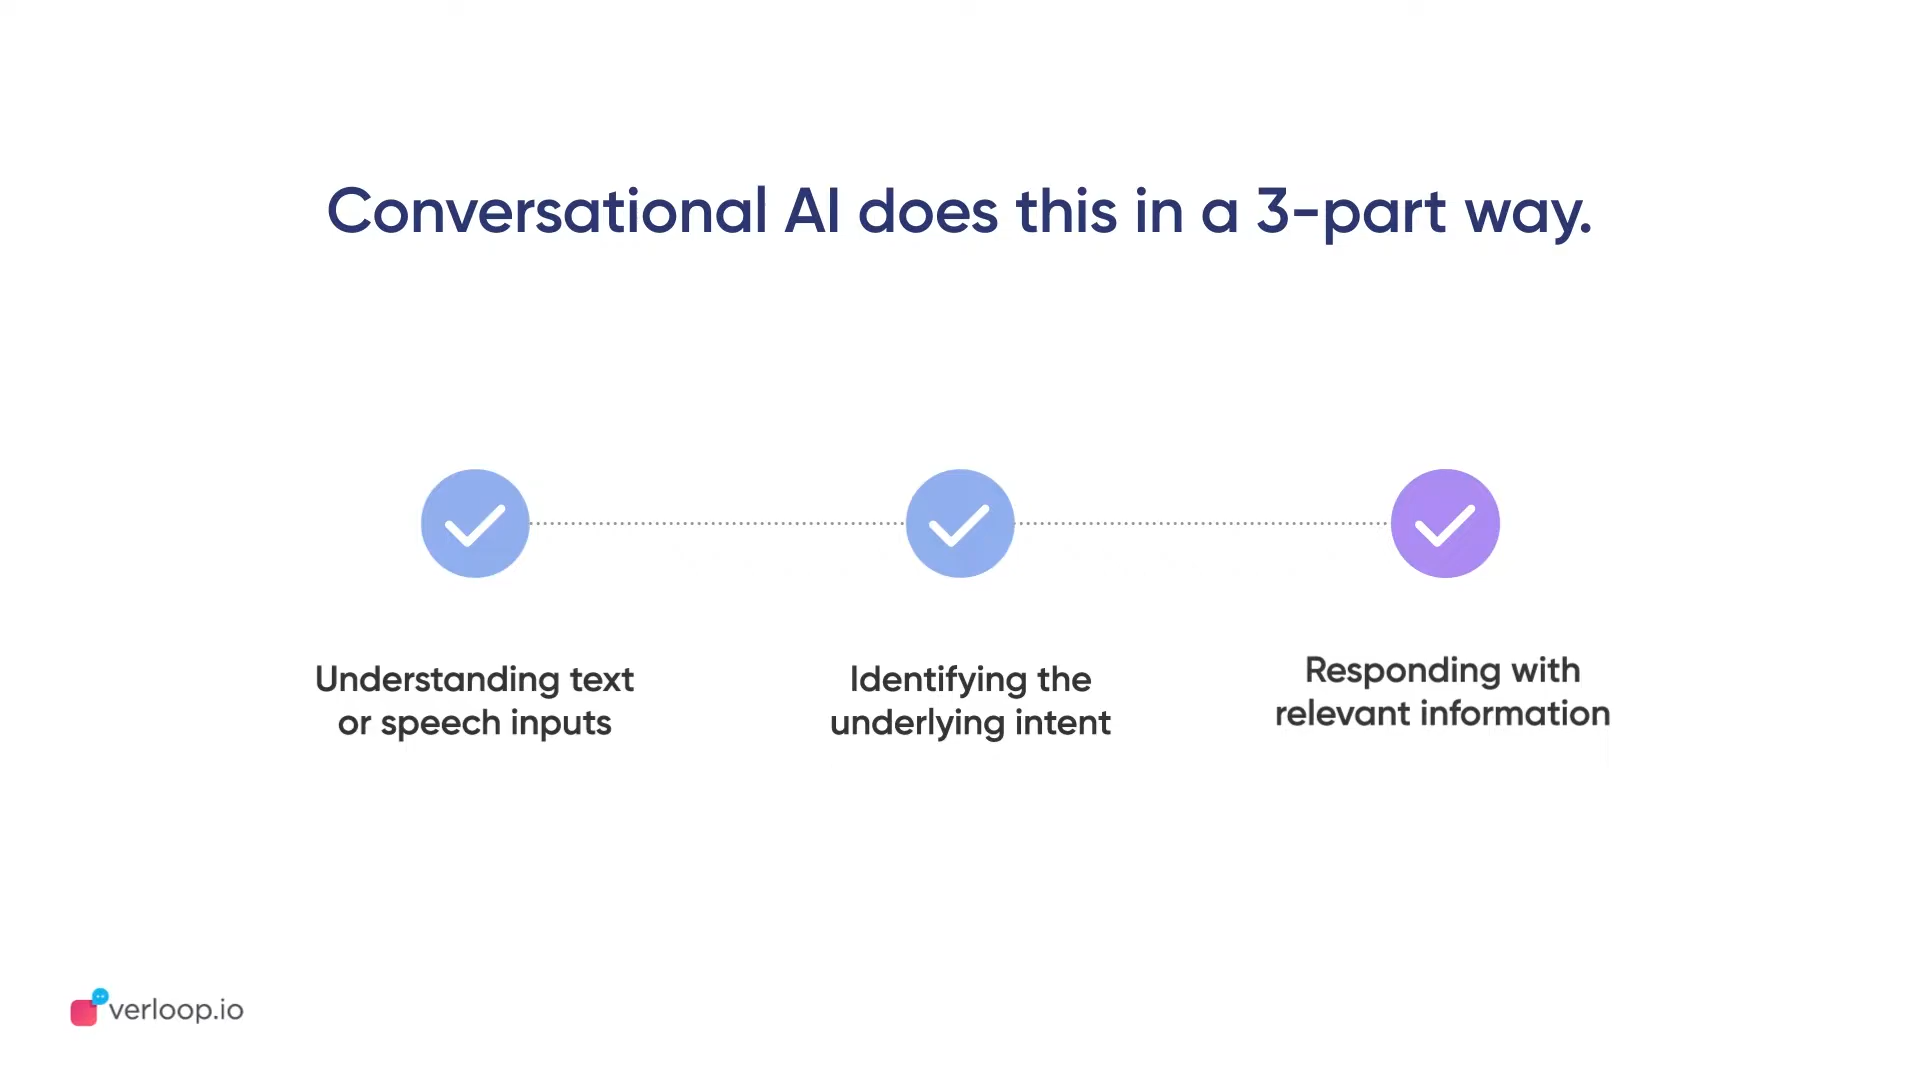 Conversational AI does this in a 3-part way.
Understanding text
or speech inputs
Identifying the
underlying intent
Responding with
relevant information
verloop.io